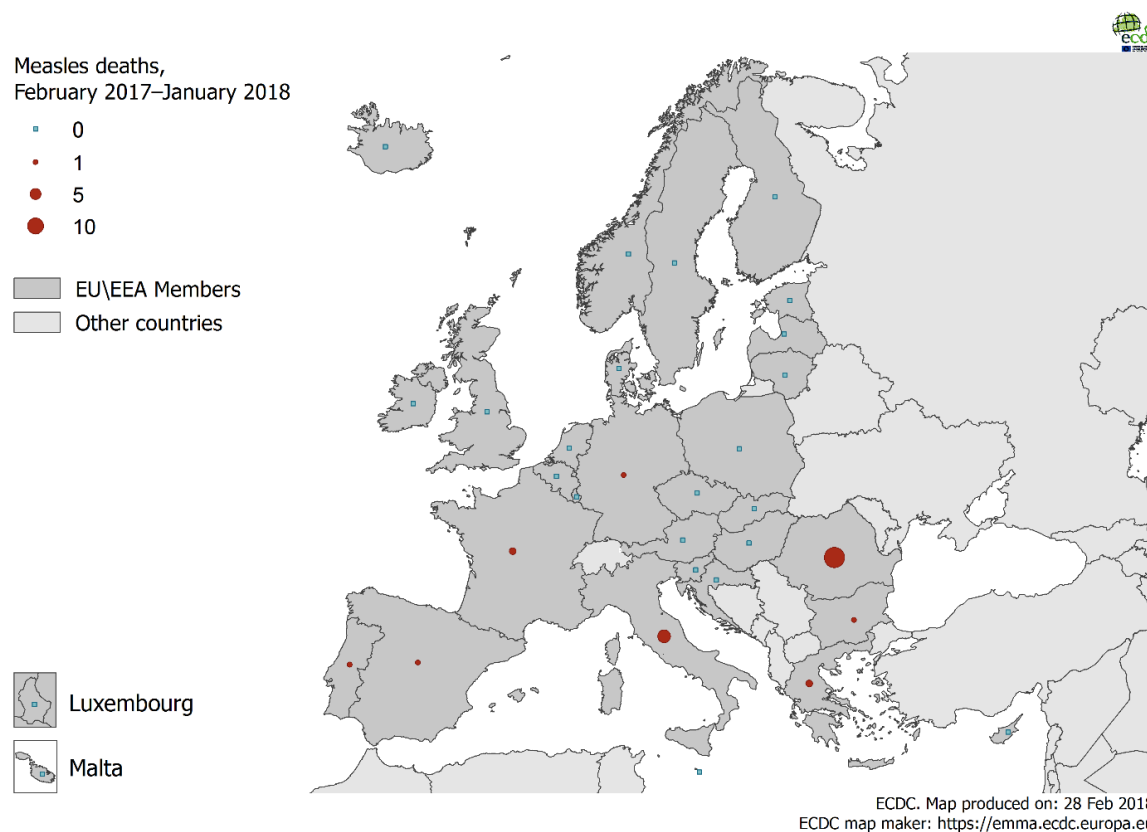 ecd
Measles deaths,
February 2017–January 2018
0
1
5
10
EU\EEA Members
Other countries
Luxembourg
Malta
ECDC. Map produced on: 28 Feb 2018
ECDC map maker: https://emma.ecdc.europa.eu